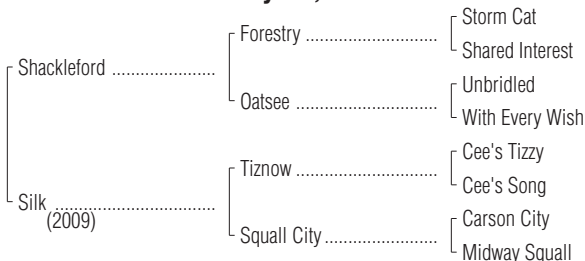 Storm Cat
Forestry ..........................
Shared Interest
Shackleford .....................
Unbridled
Oatsee ............................
With Every Wish
Cee's Tizzy
Tiznow ............................
Cee's Song
Silk ................................
(2009)
Carson City
Squall City ......................
Midway Squall